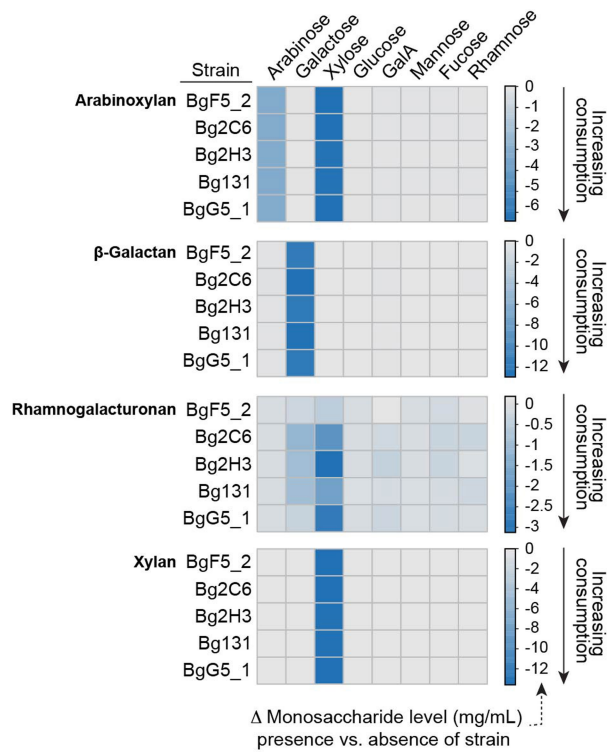 Arabinose
Galactose
Xylose
Glucose
GalA
Mannose
Fucose
Rhamnose
Strain
Arabinoxylan
BgF5_2
Bg2C6
Bg2H3
Bg131
BgG5_1
0
-1
-2
-3
-4
-5
-6
Increasing
consumption
β-Galactan
BgF5_2
Bg2C6
Bg2H3
Bg131
BgG5_1
0
-2
-4
-6
-8
-10
-12
Increasing
consumption
Rhamnogalacturonan
BgF5_2
Bg2C6
Bg2H3
Bg131
BgG5_1
0
-0.5
-1
-1.5
-2
-2.5
-3
Increasing
consumption
Xylan
BgF5_2
Bg2C6
Bg2H3
Bg131
BgG5_1
0
-2
-4
-6
-8
-10
-12
Increasing
consumption
Δ Monosaccharide level (mg/mL)
presence vs. absence of strain